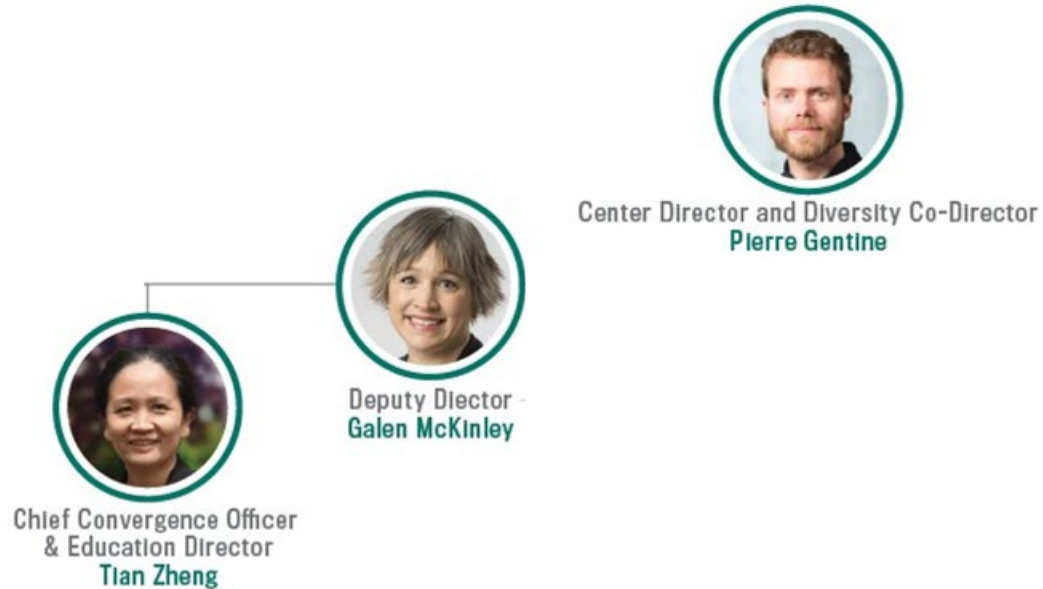 Center Director and Diversity Co-Director
Pierre Gentine
Deputy Diector
Galen McKinley
Chief Convergence Officer
& Education Director
Tian Zheng